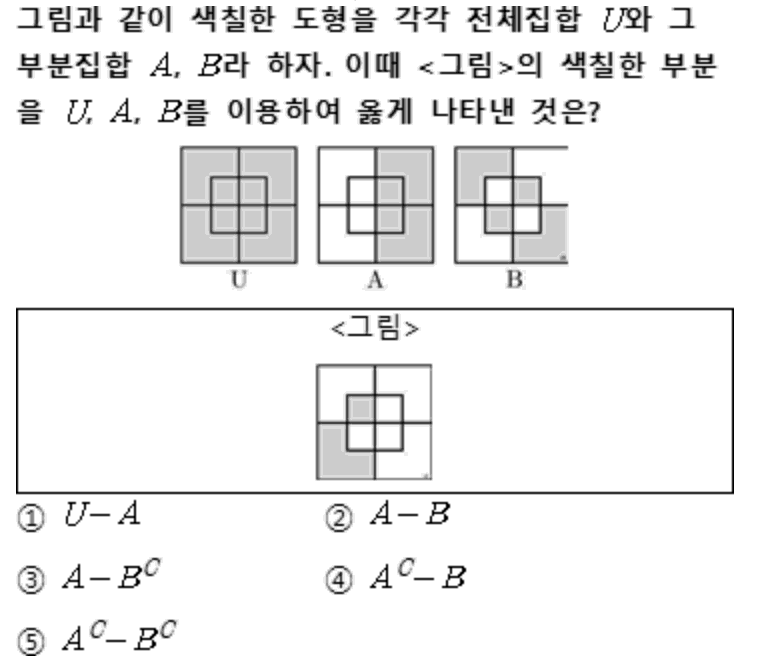 그림과 같이 색칠한 도형을 각각 전체집합 U와 그
부분집합 A, B라 하자. 이때 <그림>의 색칠한 부분
을 U, A, B를 이용하여 옳게 나타낸 것은?
U A B
<그림>
① U－A ② A－B
③ A－B^C ④ A^C－B
⑤ A^C－B^C